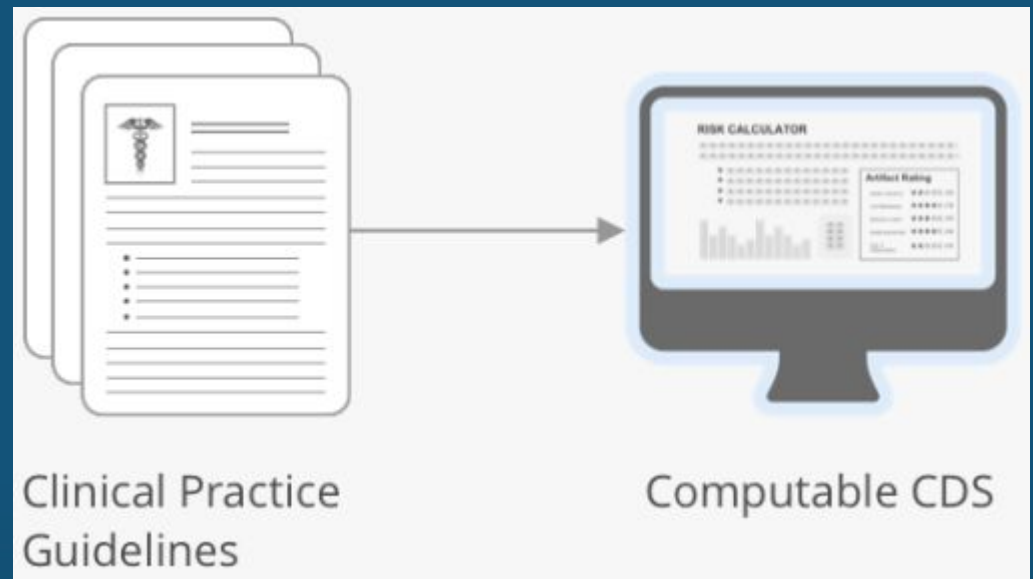 RISK CALCULATOR
Artifact Rating
Clinical Practice
Guidelines
Computable CDS